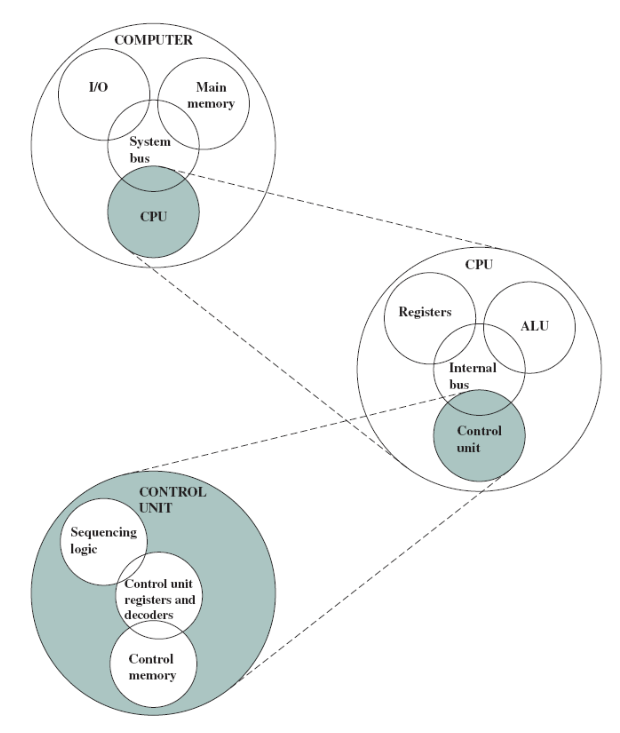 COMPUTER
I/O
Main
memory
System
bus
CPU
CPU
Registers
ALU
Internal
bus
Control
unit
CONTROL
UNIT
Sequencing
logic
Control unit
registers and
decoders
Control
memory